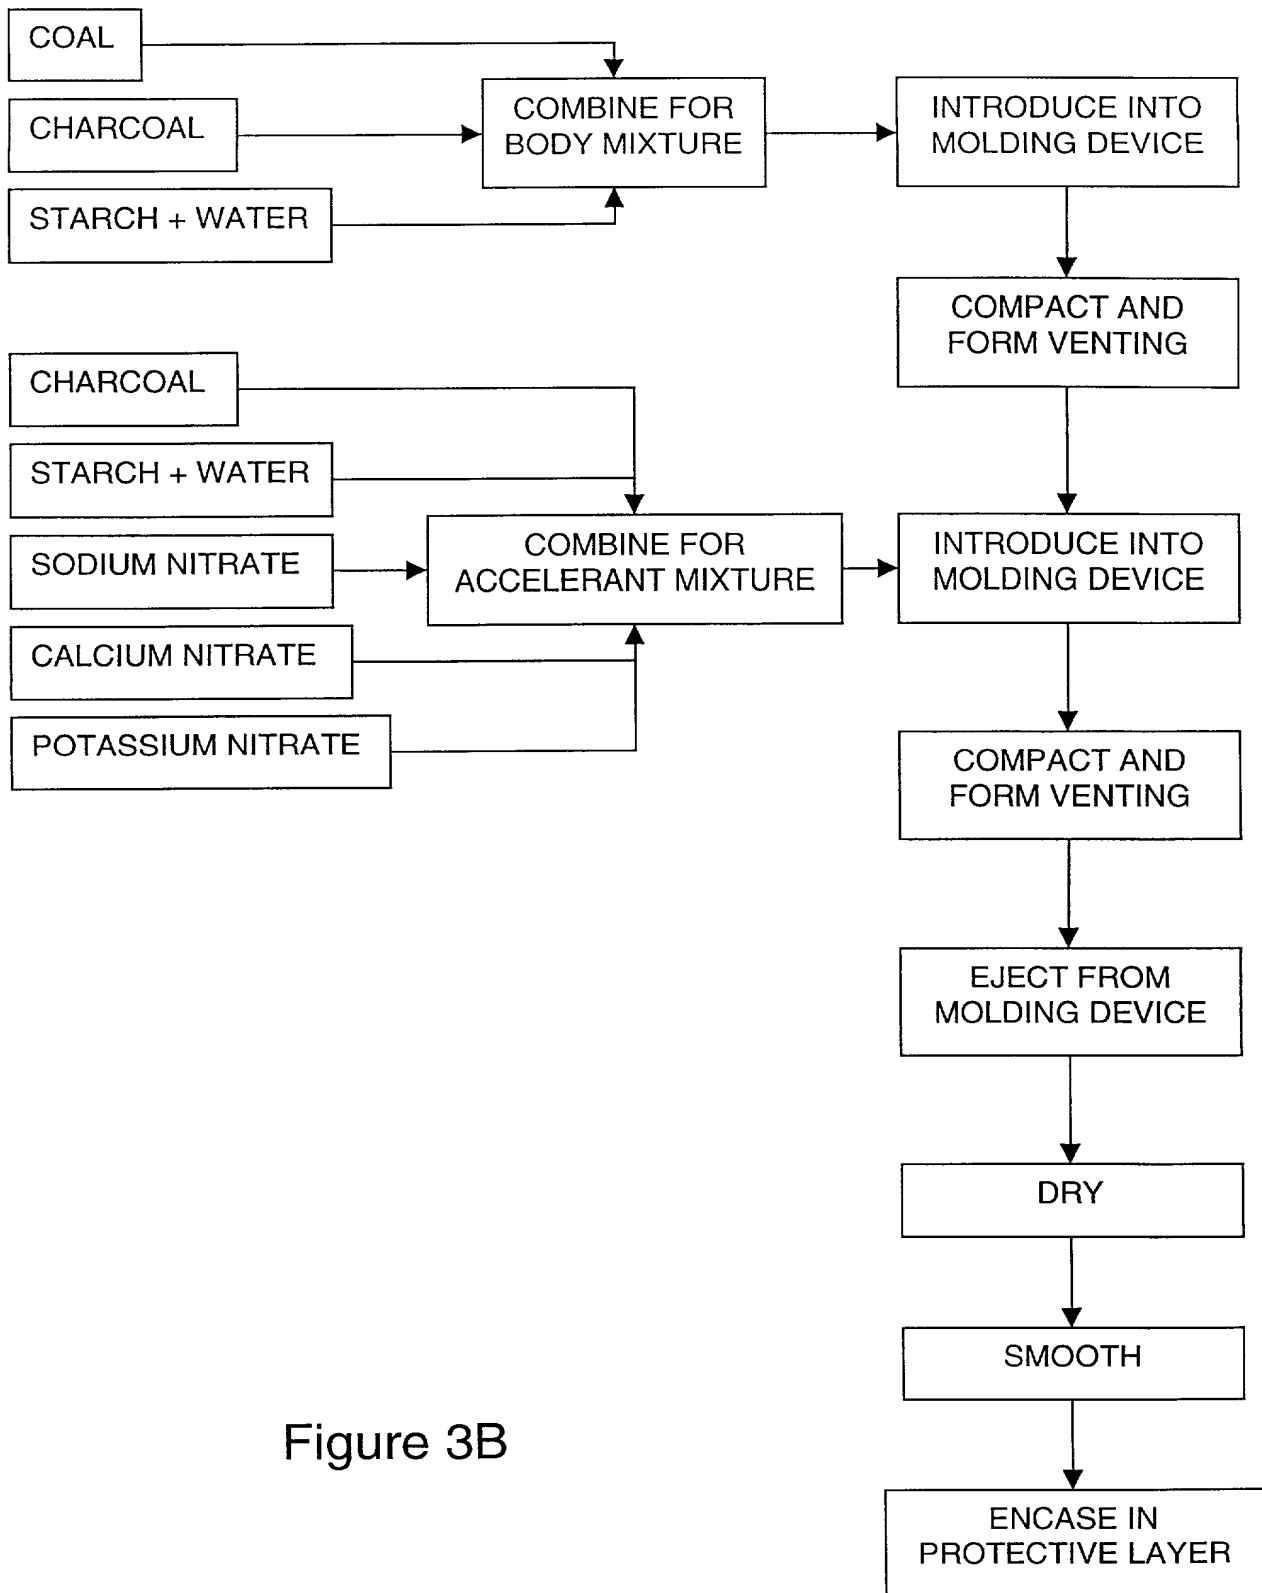 COAL
CHARCOAL
STARCH + WATER
COMBINE FOR
BODY MIXTURE
INTRODUCE INTO
MOLDING DEVICE
COMPACT AND
FORM VENTING
CHARCOAL
STARCH + WATER
SODIUM NITRATE
CALCIUM NITRATE
POTASSIUM NITRATE
COMBINE FOR
ACCELERANT MIXTURE
INTRODUCE INTO
MOLDING DEVICE
COMPACT AND
FORM VENTING
EJECT FROM
MOLDING DEVICE
DRY
SMOOTH
ENCASE IN
PROTECTIVE LAYER
Figure 3B